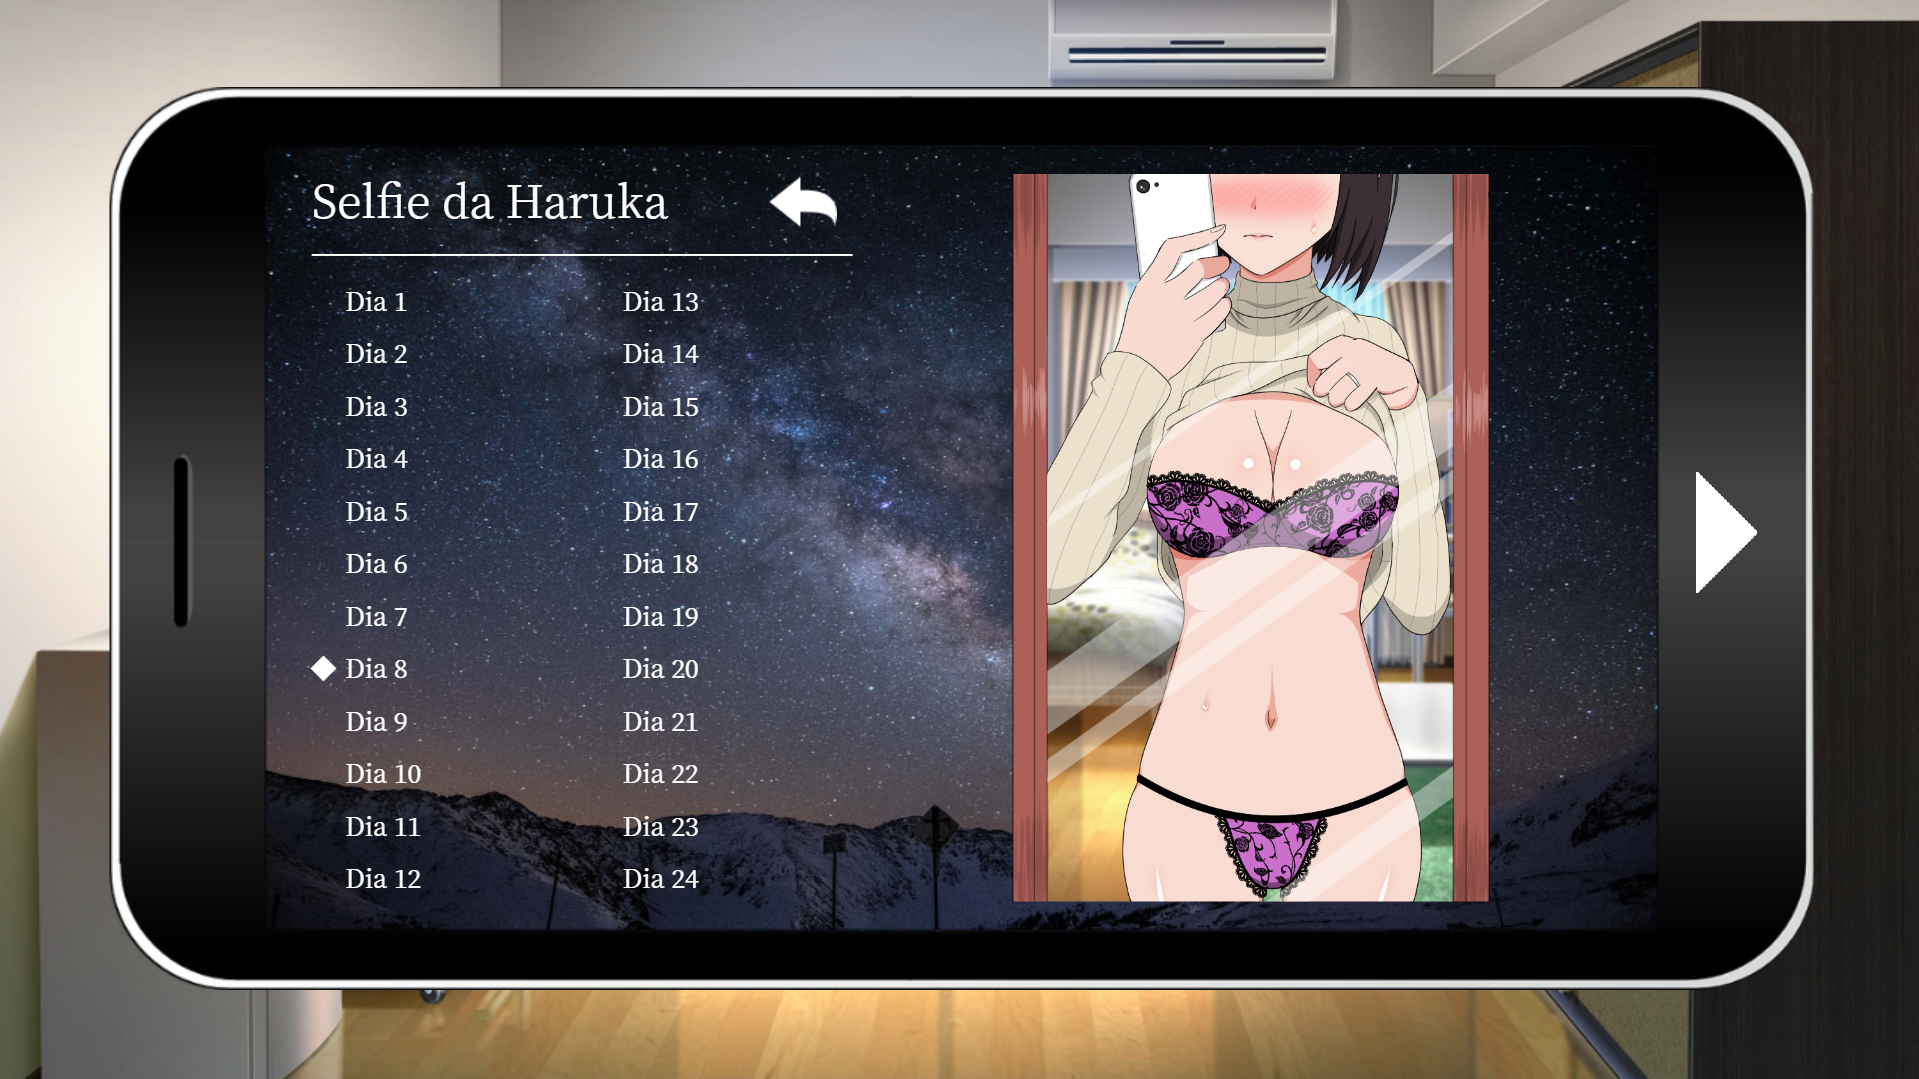 Selfie da Haruka
Dia 1
Dia 2
Dia 3
Dia 4
Dia 5
Dia 6
Dia 7
Dia 8
Dia 9
Dia 10
Dia 11
Dia 12
Dia 13
Dia 14
Dia 15
Dia 16
Dia 17
Dia 18
Dia 19
Dia 20
Dia 21
Dia 22
Dia 23
Dia 24